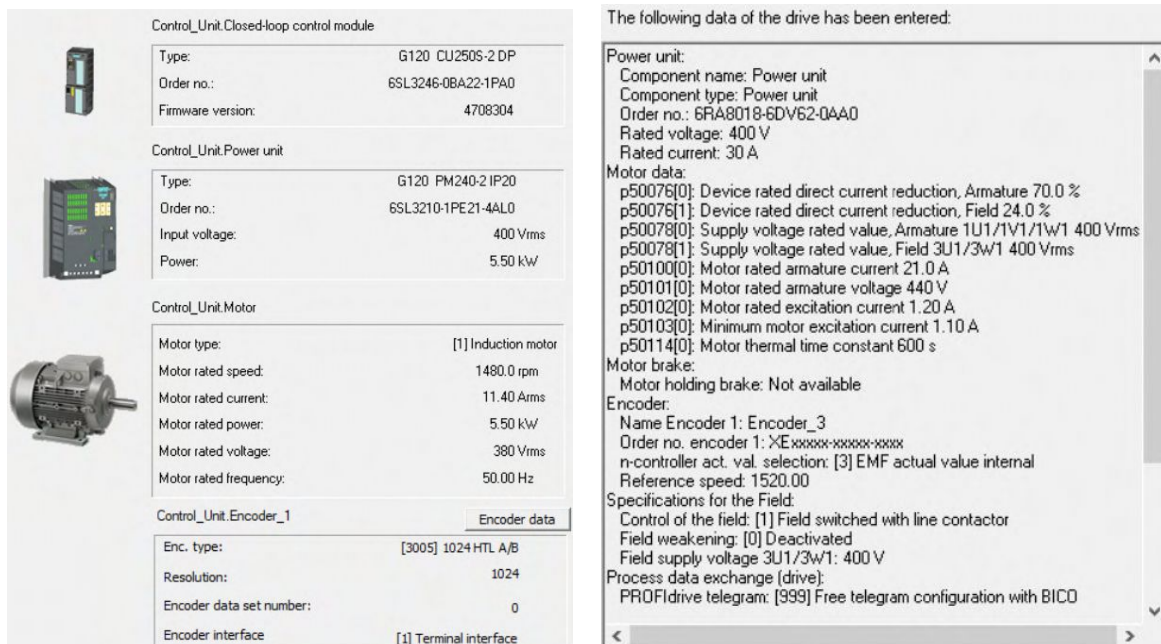 Control_Unit.Closed-loop control module
Type: G120 CU250S-2 DP
Order no.: 6SL3246-0BA22-1PA0
Firmware version: 4708304
Control_Unit.Power unit
Type: G120 PM240-2 IP20
Order no.: 6SL3210-1PE21-4AL0
Input voltage: 400 Vrms
Power: 5.50 kW
Control_Unit.Motor
Motor type: [1] Induction motor
Motor rated speed: 1480.0 rpm
Motor rated current: 11.40 Arms
Motor rated power: 5.50 kW
Motor rated voltage: 380 Vrms
Motor rated frequency: 50.00 Hz
Control_Unit.Encoder_1 Encoder data
Enc. type: [3005] 1024 HTL A/B
Resolution: 1024
Encoder data set number: 0
Encoder interface [1] Terminal interface
The following data of the drive has been entered:
Power unit:
Component name: Power unit
Component type: Power unit
Order no.: 6RA8018-6DV62-0AA0
Rated voltage: 400 V
Rated current: 30 A
Motor data:
p50076[0]: Device rated direct current reduction, Armature 70.0 %
p50076[1]: Device rated direct current reduction, Field 24.0 %
p50078[0]: Supply voltage rated value, Armature 1U1/1V1/1W1 400 Vrms
p50078[1]: Supply voltage rated value, Field 3U1/3W1 400 Vrms
p50100[0]: Motor rated armature current 21.0 A
p50101[0]: Motor rated armature voltage 440 V
p50102[0]: Motor rated excitation current 1.20 A
p50103[0]: Minimum motor excitation current 1.10 A
p50114[0]: Motor thermal time constant 600 s
Motor brake:
Motor holding brake: Not available
Encoder:
Name Encoder 1: Encoder_3
Order no. encoder 1: XExxxxx-xxxxx-xxxx
n-controller act. val. selection: [3] EMF actual value internal
Reference speed: 1520.00
Specifications for the Field:
Control of the field: [1] Field switched with line contactor
Field weakening: [0] Deactivated
Field supply voltage 3U1/3W1: 400 V
Process data exchange (drive):
PROFIdrive telegram: [999] Free telegram configuration with BICO